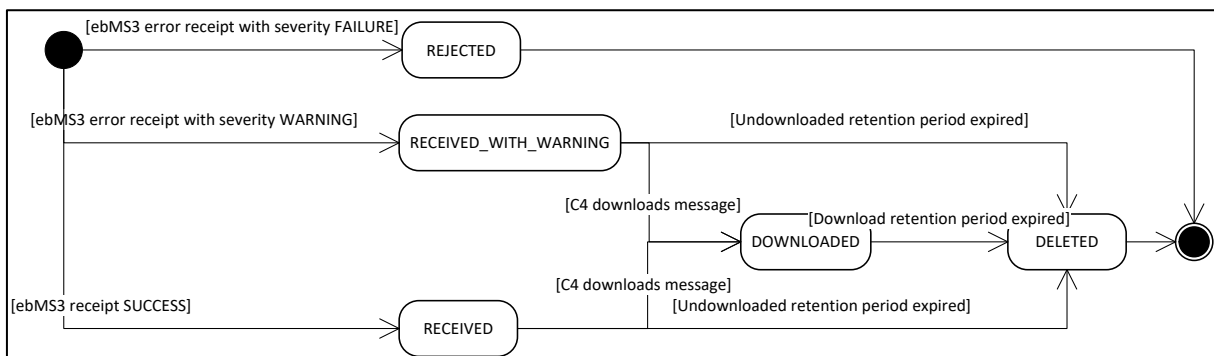 [ebMS3 error receipt with severity FAILURE]
REJECTED
[ebMS3 error receipt with severity WARNING]
[Undownloaded retention period expired]
RECEIVED_WITH_WARNING
[C4 downloads message]
[Download retention period expired]
DOWNLOADED
DELETED
[C4 downloads message]
[ebMS3 receipt SUCCESS]
[Undownloaded retention period expired]
RECEIVED